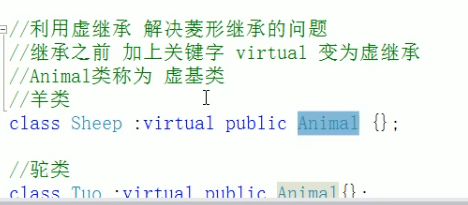 //利用虚继承 解决菱形继承的问题
//继承之前 加上关键字 virtual 变为虚继承
//Animal类称为 虚基类
//羊类
class Sheep :virtual public Animal {};
//驼类
class Tuo :virtual public Animal{};